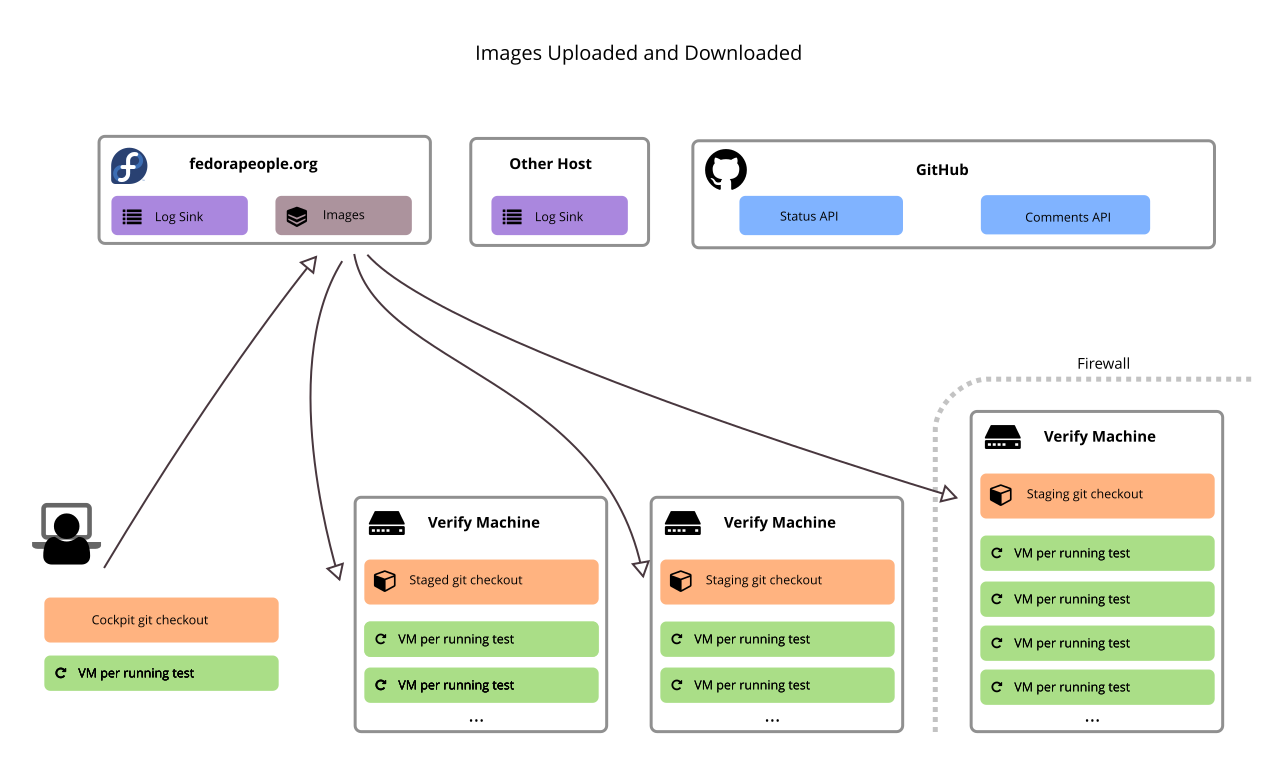 Images Uploaded and Downloaded
fedorapeople.org
Log Sink
Images
Other Host
Log Sink
GitHub
Status API
Comments API
Firewall
Cockpit git checkout
VM per running test
Verify Machine
Staged git checkout
VM per running test
VM per running test
...
Verify Machine
Staging git checkout
VM per running test
VM per running test
...
Verify Machine
Staging git checkout
VM per running test
VM per running test
VM per running test
VM per running test
...